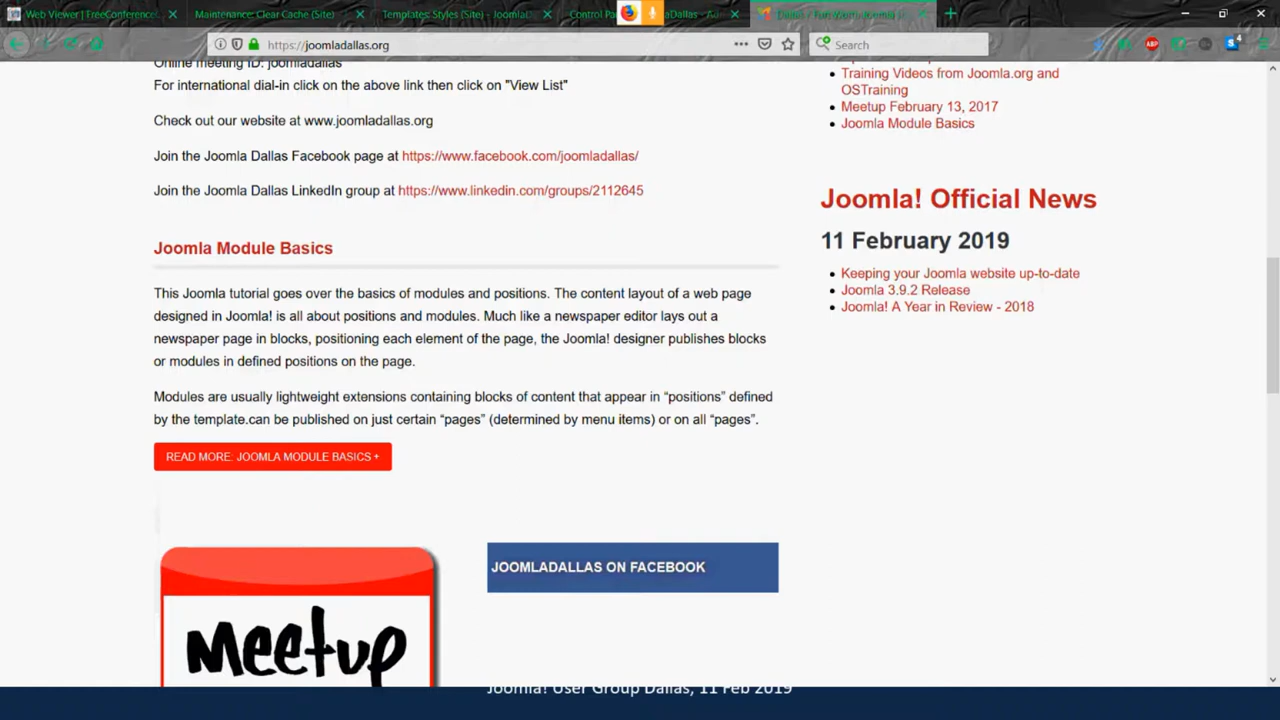 Web Viewer | FreeConference
Maintenance: Clear Cache (Site)
Templates: Styles (Site) - Joomla
Control Pa
Dallas - Ad
https://joomladallas.org
Search
ABP
S 4
Online meeting ID: joomladallas
For international dial-in click on the above link then click on "View List"
Check out our website at www.joomladallas.org
Join the Joomla Dallas Facebook page at https://www.facebook.com/joomladallas/
Join the Joomla Dallas LinkedIn group at https://www.linkedin.com/groups/2112645
Joomla Module Basics
This Joomla tutorial goes over the basics of modules and positions. The content layout of a web page
designed in Joomla! is all about positions and modules. Much like a newspaper editor lays out a
newspaper page in blocks, positioning each element of the page, the Joomla! designer publishes blocks
or modules in defined positions on the page.
Modules are usually lightweight extensions containing blocks of content that appear in “positions” defined
by the template.can be published on just certain “pages” (determined by menu items) or on all “pages”.
READ MORE: JOOMLA MODULE BASICS +
Meetup
JOOMLADALLAS ON FACEBOOK
Training Videos from Joomla.org and
OSTraining
Meetup February 13, 2017
Joomla Module Basics
Joomla! Official News
11 February 2019
Keeping your Joomla website up-to-date
Joomla 3.9.2 Release
Joomla! A Year in Review - 2018
Joomla! User Group Dallas, 11 Feb 2019